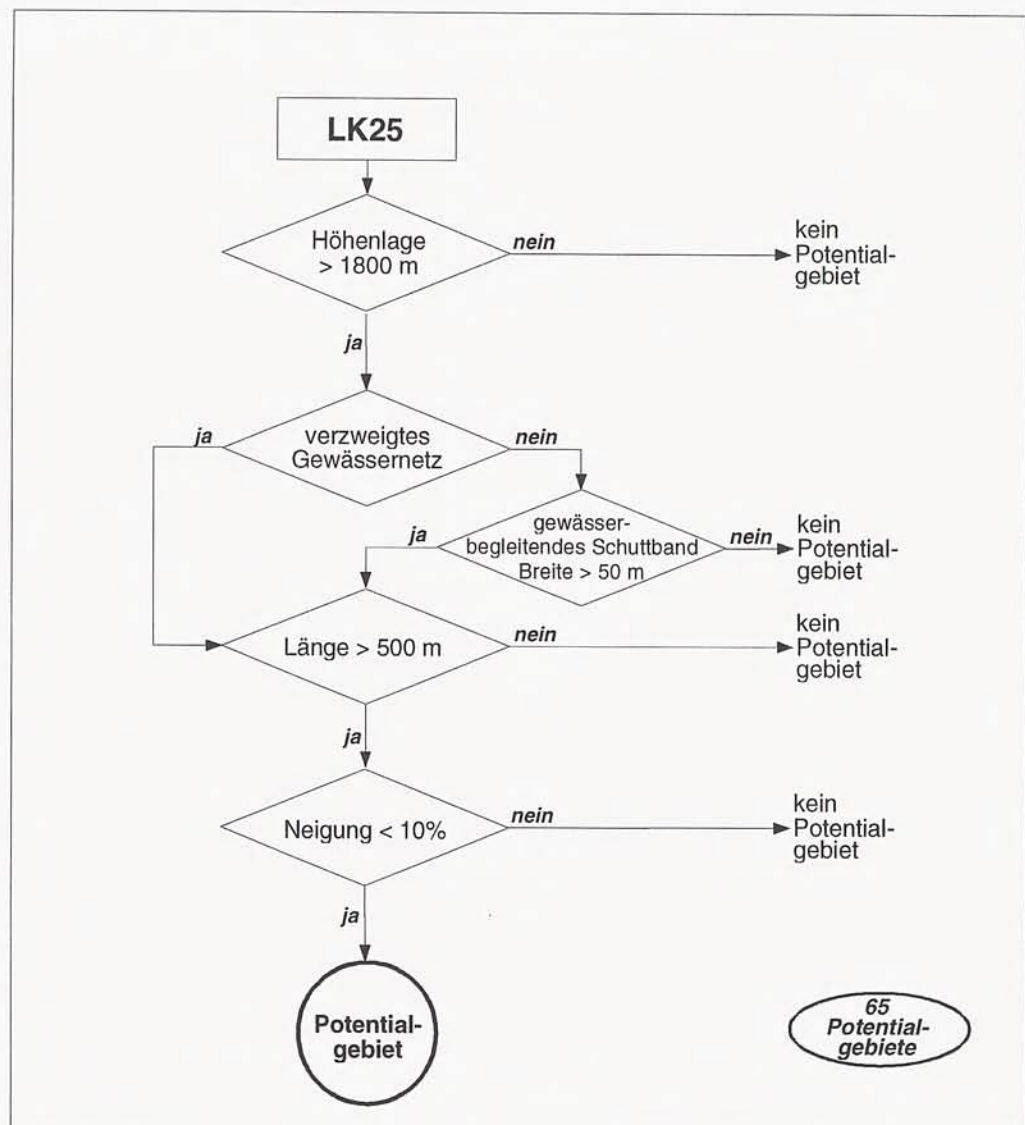 LK25
Höhenlage
> 1800 m
nein
kein
Potential-
gebiet
ja
verzweigtes
Gewässernetz
ja
nein
gewässer-
begleitendes Schuttband
Breite > 50 m
ja
nein
kein
Potential-
gebiet
Länge > 500 m
nein
kein
Potential-
gebiet
ja
Neigung < 10%
nein
kein
Potential-
gebiet
ja
Potential-
gebiet
65
Potential-
gebiete